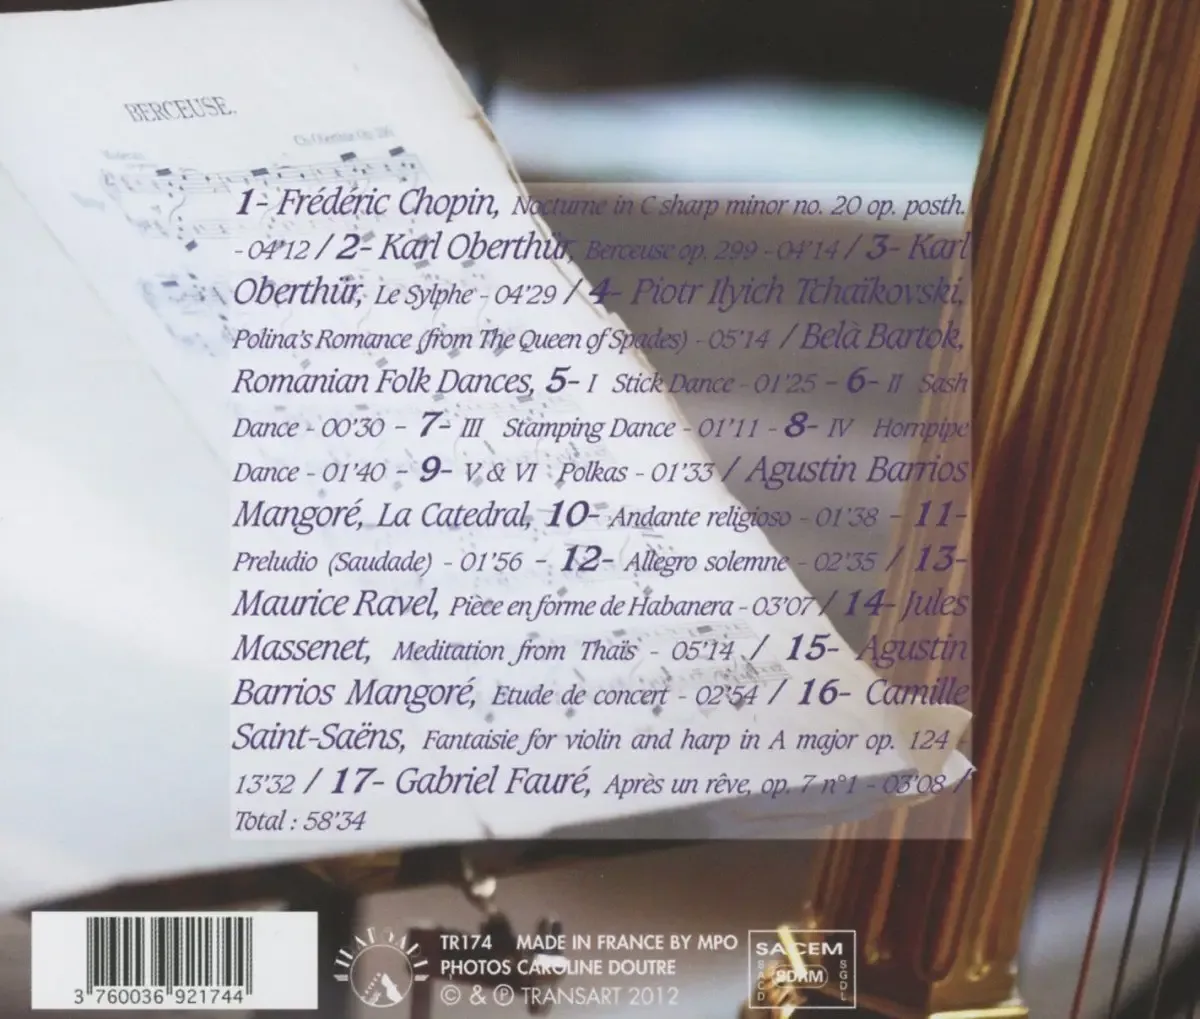 BERCEUSE.
1- Frédéric Chopin, Nocturne in C sharp minor no. 20 op. posth.
- 04'12 / 2- Karl Oberthür, Berceuse op. 299 - 04'14 / 3- Karl
Oberthür, Le Sylphe - 04'29 / 4- Piotr Ilyich Tchaïkovski,
Polina's Romance (from The Queen of Spades) - 05'14 / Belà Bartok,
Romanian Folk Dances, 5- I Stick Dance - 01'25 - 6- II Sash
Dance - 00'30 - 7- III Stamping Dance - 01'11 - 8- IV Hornpipe
Dance - 01'40 - 9- V & VI Polkas - 01'33 / Agustin Barrios
Mangoré, La Catedral, 10- Andante religioso - 01'38 - 11-
Preludio (Saudade) - 01'56 - 12- Allegro solemne - 02'35 / 13-
Maurice Ravel, Pièce en forme de Habanera - 03'07 / 14- Jules
Massenet, Meditation from Thaïs - 05'14 / 15- Agustin
Barrios Mangoré, Etude de concert - 02'54 / 16- Camille
Saint-Saëns, Fantaisie for violin and harp in A major op. 124
13'32 / 17- Gabriel Fauré, Après un rêve, op. 7 n°1 - 03'08 /
Total : 58'34
3 760036 921744
TR174 MADE IN FRANCE BY MPO
PHOTOS CAROLINE DOUTRE
© & ℗ TRANSART 2012
SACEM
SACD SDRM SGDL